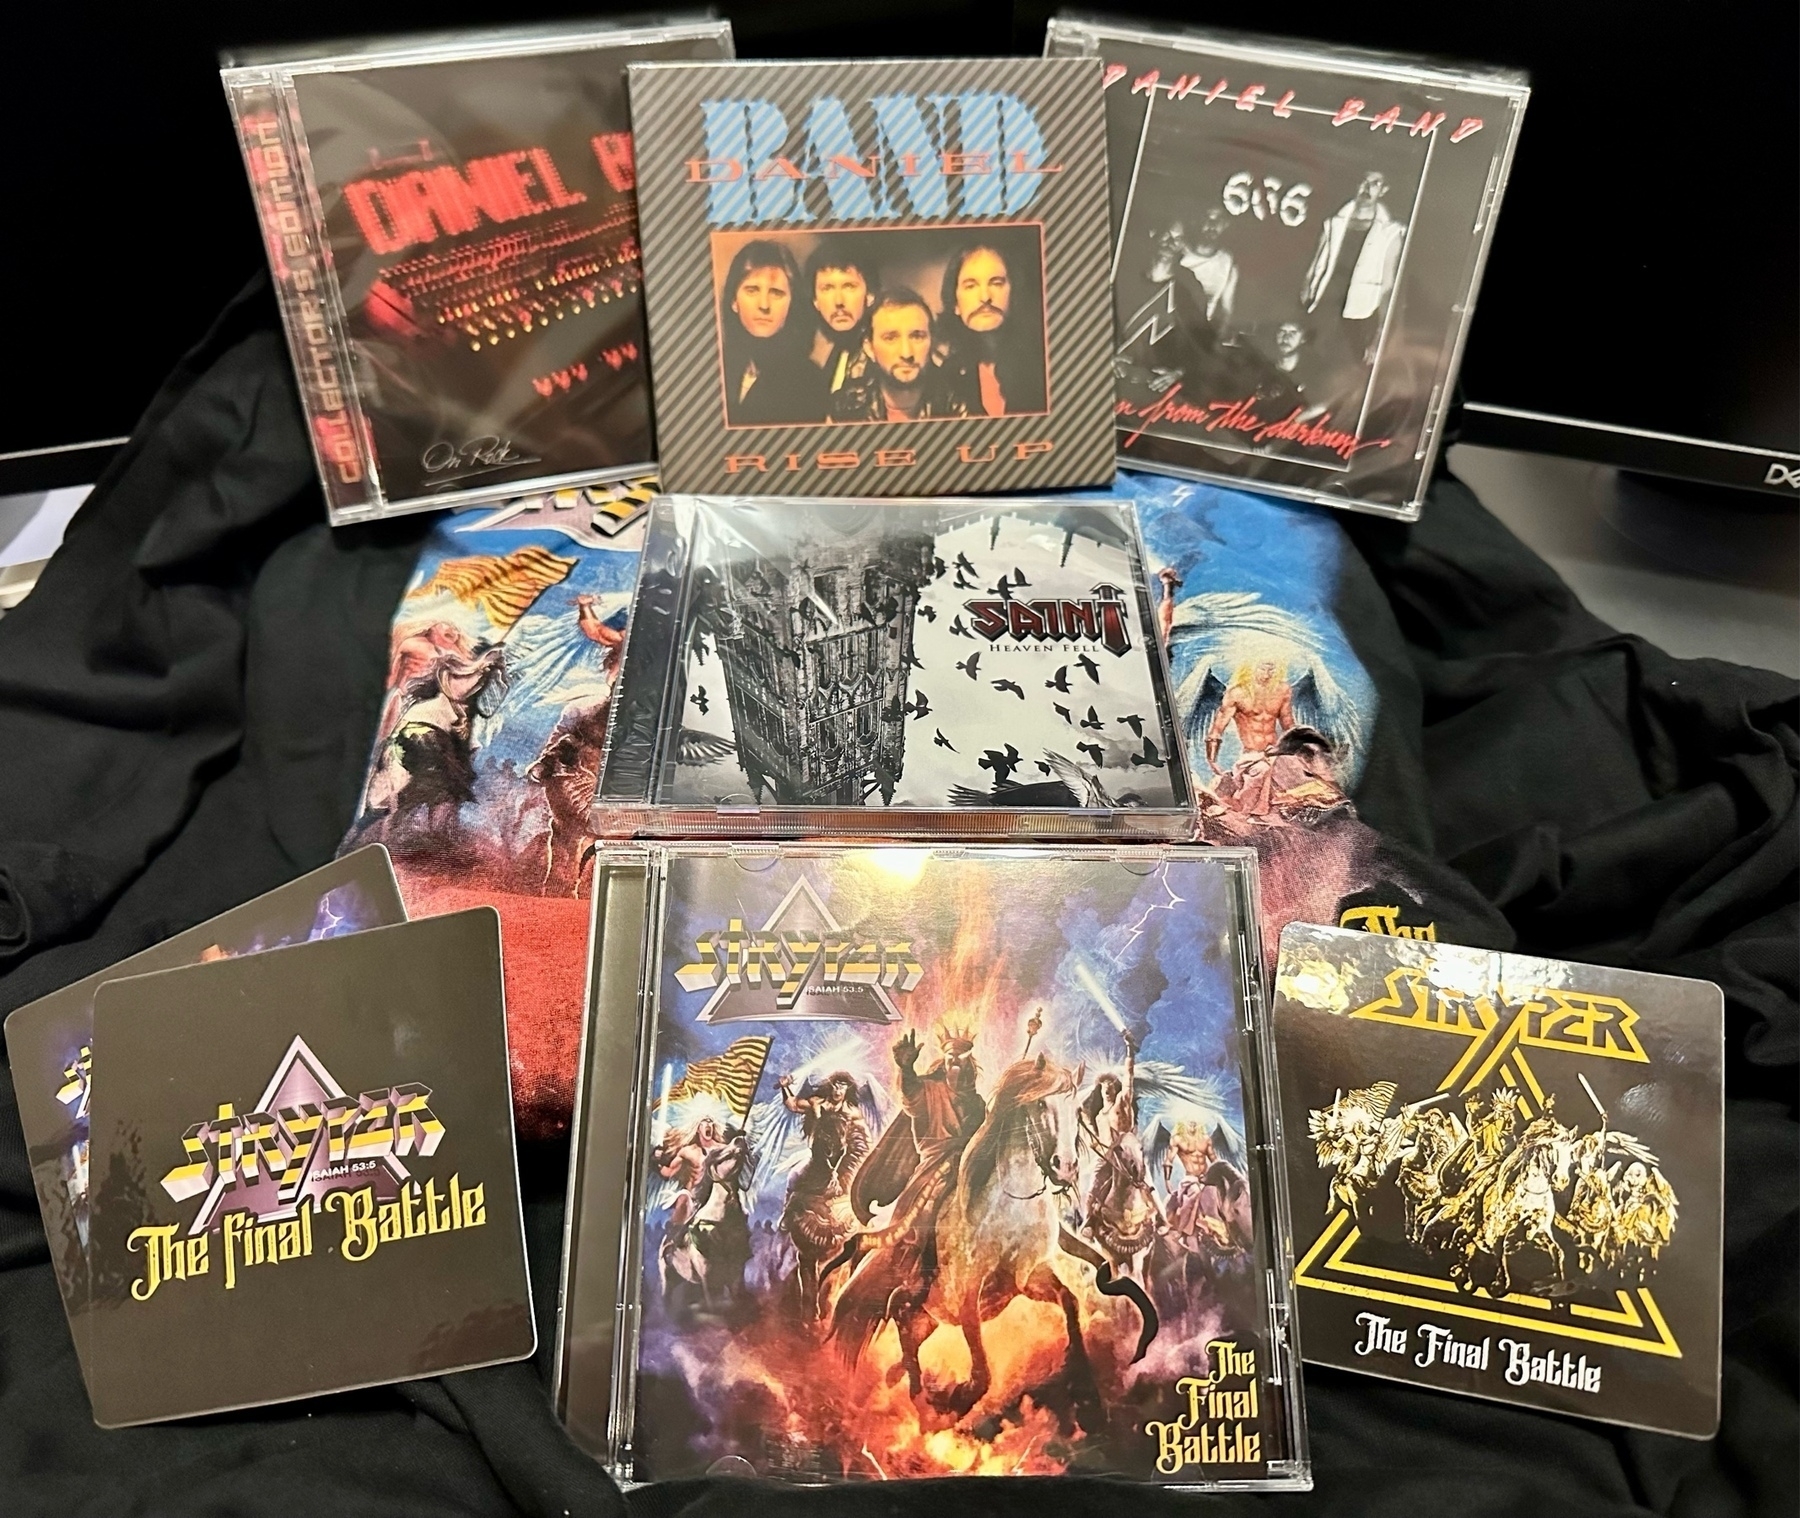 COLLECTOR'S EDITION
DANIEL B
On Rock
BAND
DANIEL
RISE UP
DANIEL BAND
666
n from the darkness
SAINT
HEAVEN FELL
The
STRYPER
ISAIAH 53:5
The Final Battle
STRYPER
ISAIAH 53:5
The
Final
Battle
STRYPER
The Final Battle